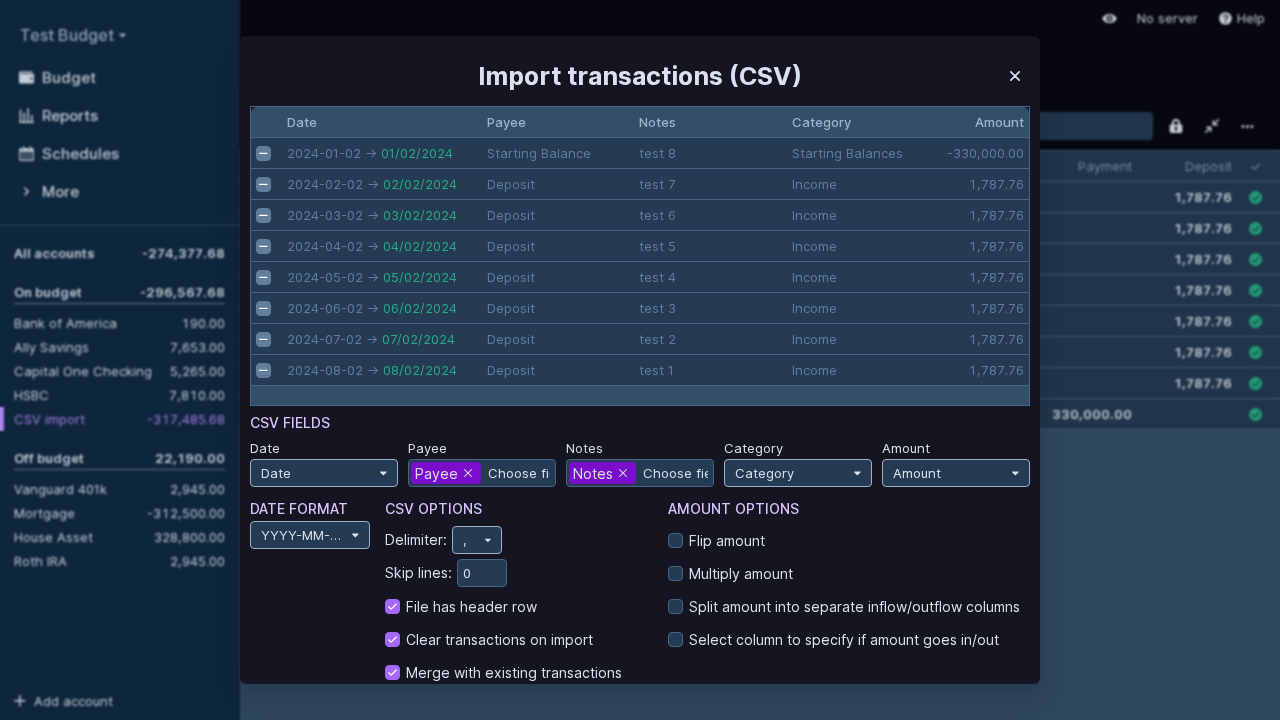 Test Budget
Budget
Reports
Schedules
More
All accounts -274,377.68
On budget -296,567.68
Bank of America 190.00
Ally Savings 7,653.00
Capital One Checking 5,265.00
HSBC 7,810.00
CSV import -317,485.68
Off budget 22,190.00
Vanguard 401k 2,945.00
Mortgage -312,500.00
House Asset 328,800.00
Roth IRA 2,945.00
Add account
No server Help
Payment Deposit
1,787.76
1,787.76
1,787.76
1,787.76
1,787.76
1,787.76
1,787.76
330,000.00
Import transactions (CSV)
Date Payee Notes Category Amount
2024-01-02 → 01/02/2024 Starting Balance test 8 Starting Balances -330,000.00
2024-02-02 → 02/02/2024 Deposit test 7 Income 1,787.76
2024-03-02 → 03/02/2024 Deposit test 6 Income 1,787.76
2024-04-02 → 04/02/2024 Deposit test 5 Income 1,787.76
2024-05-02 → 05/02/2024 Deposit test 4 Income 1,787.76
2024-06-02 → 06/02/2024 Deposit test 3 Income 1,787.76
2024-07-02 → 07/02/2024 Deposit test 2 Income 1,787.76
2024-08-02 → 08/02/2024 Deposit test 1 Income 1,787.76
CSV FIELDS
Date Payee Notes Category Amount
Date Payee Choose fi Notes Choose fie Category Amount
DATE FORMAT
YYYY-MM-...
CSV OPTIONS
Delimiter: ,
Skip lines: 0
File has header row
Clear transactions on import
Merge with existing transactions
AMOUNT OPTIONS
Flip amount
Multiply amount
Split amount into separate inflow/outflow columns
Select column to specify if amount goes in/out